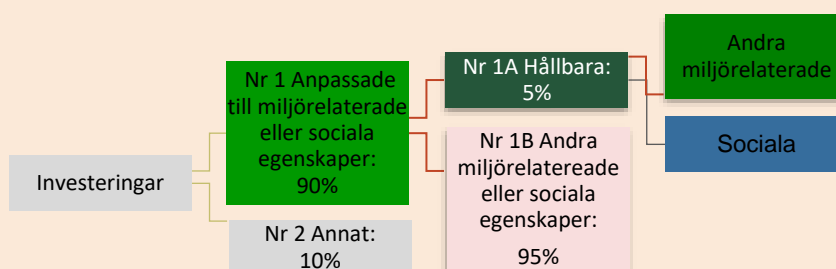 Investeringar
Nr 1 Anpassade
till miljörelaterade
eller sociala
egenskaper:
90%
Nr 2 Annat:
10%
Nr 1A Hållbara:
5%
Nr 1B Andra
miljörelatereade
eller sociala
egenskaper:
95%
Andra
miljörelaterade
Sociala